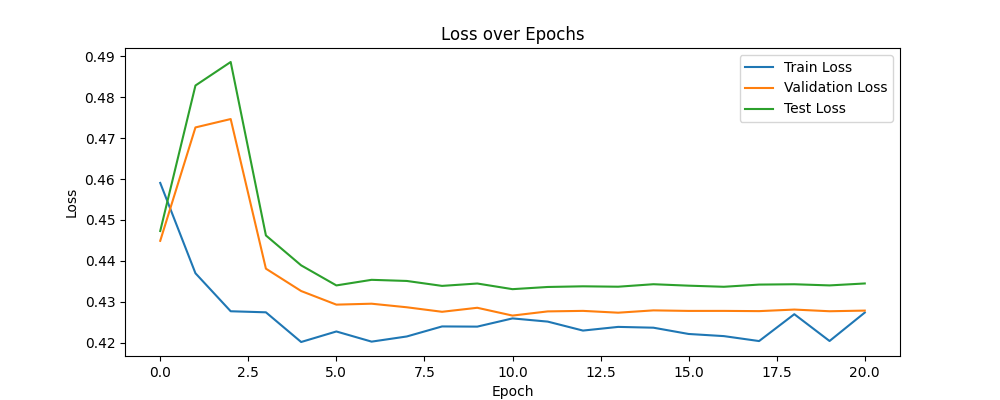 Loss over Epochs
0.49
0.48
0.47
0.46
0.45
0.44
0.43
0.42
Loss
Train Loss
Validation Loss
Test Loss
0.0 2.5 5.0 7.5 10.0 12.5 15.0 17.5 20.0
Epoch